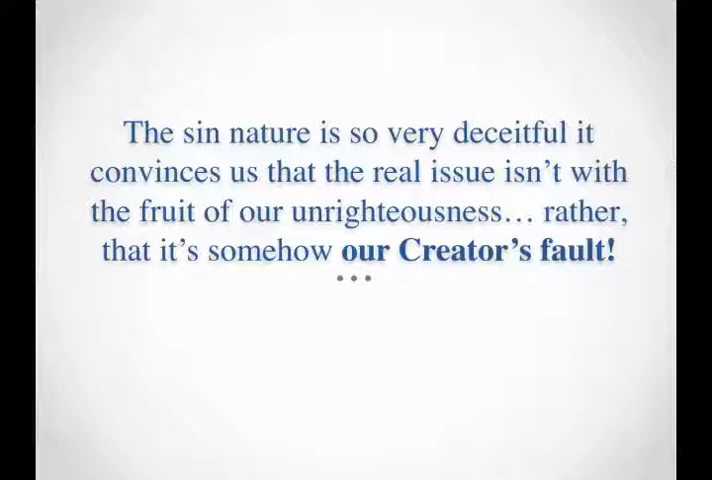 The sin nature is so very deceitful it
convinces us that the real issue isn’t with
the fruit of our unrighteousness… rather,
that it’s somehow our Creator’s fault!